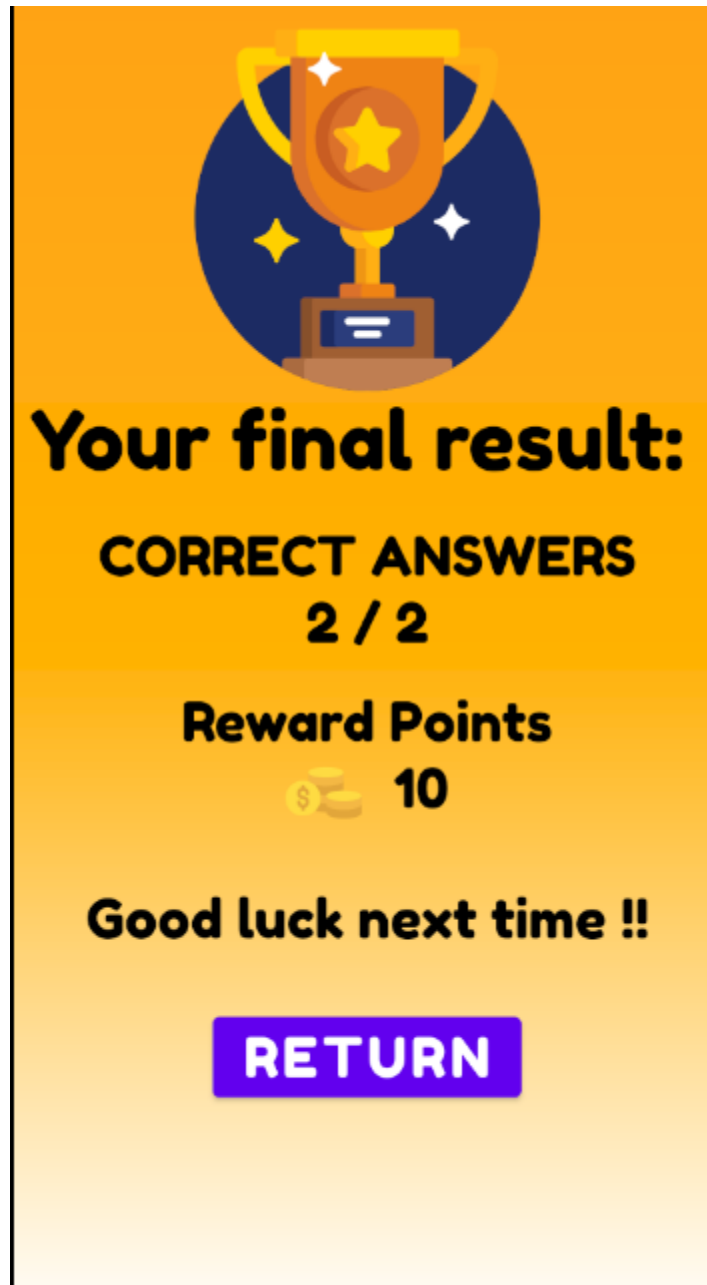 Your final result:
CORRECT ANSWERS
2 / 2
Reward Points
$ 10
Good luck next time !!
RETURN